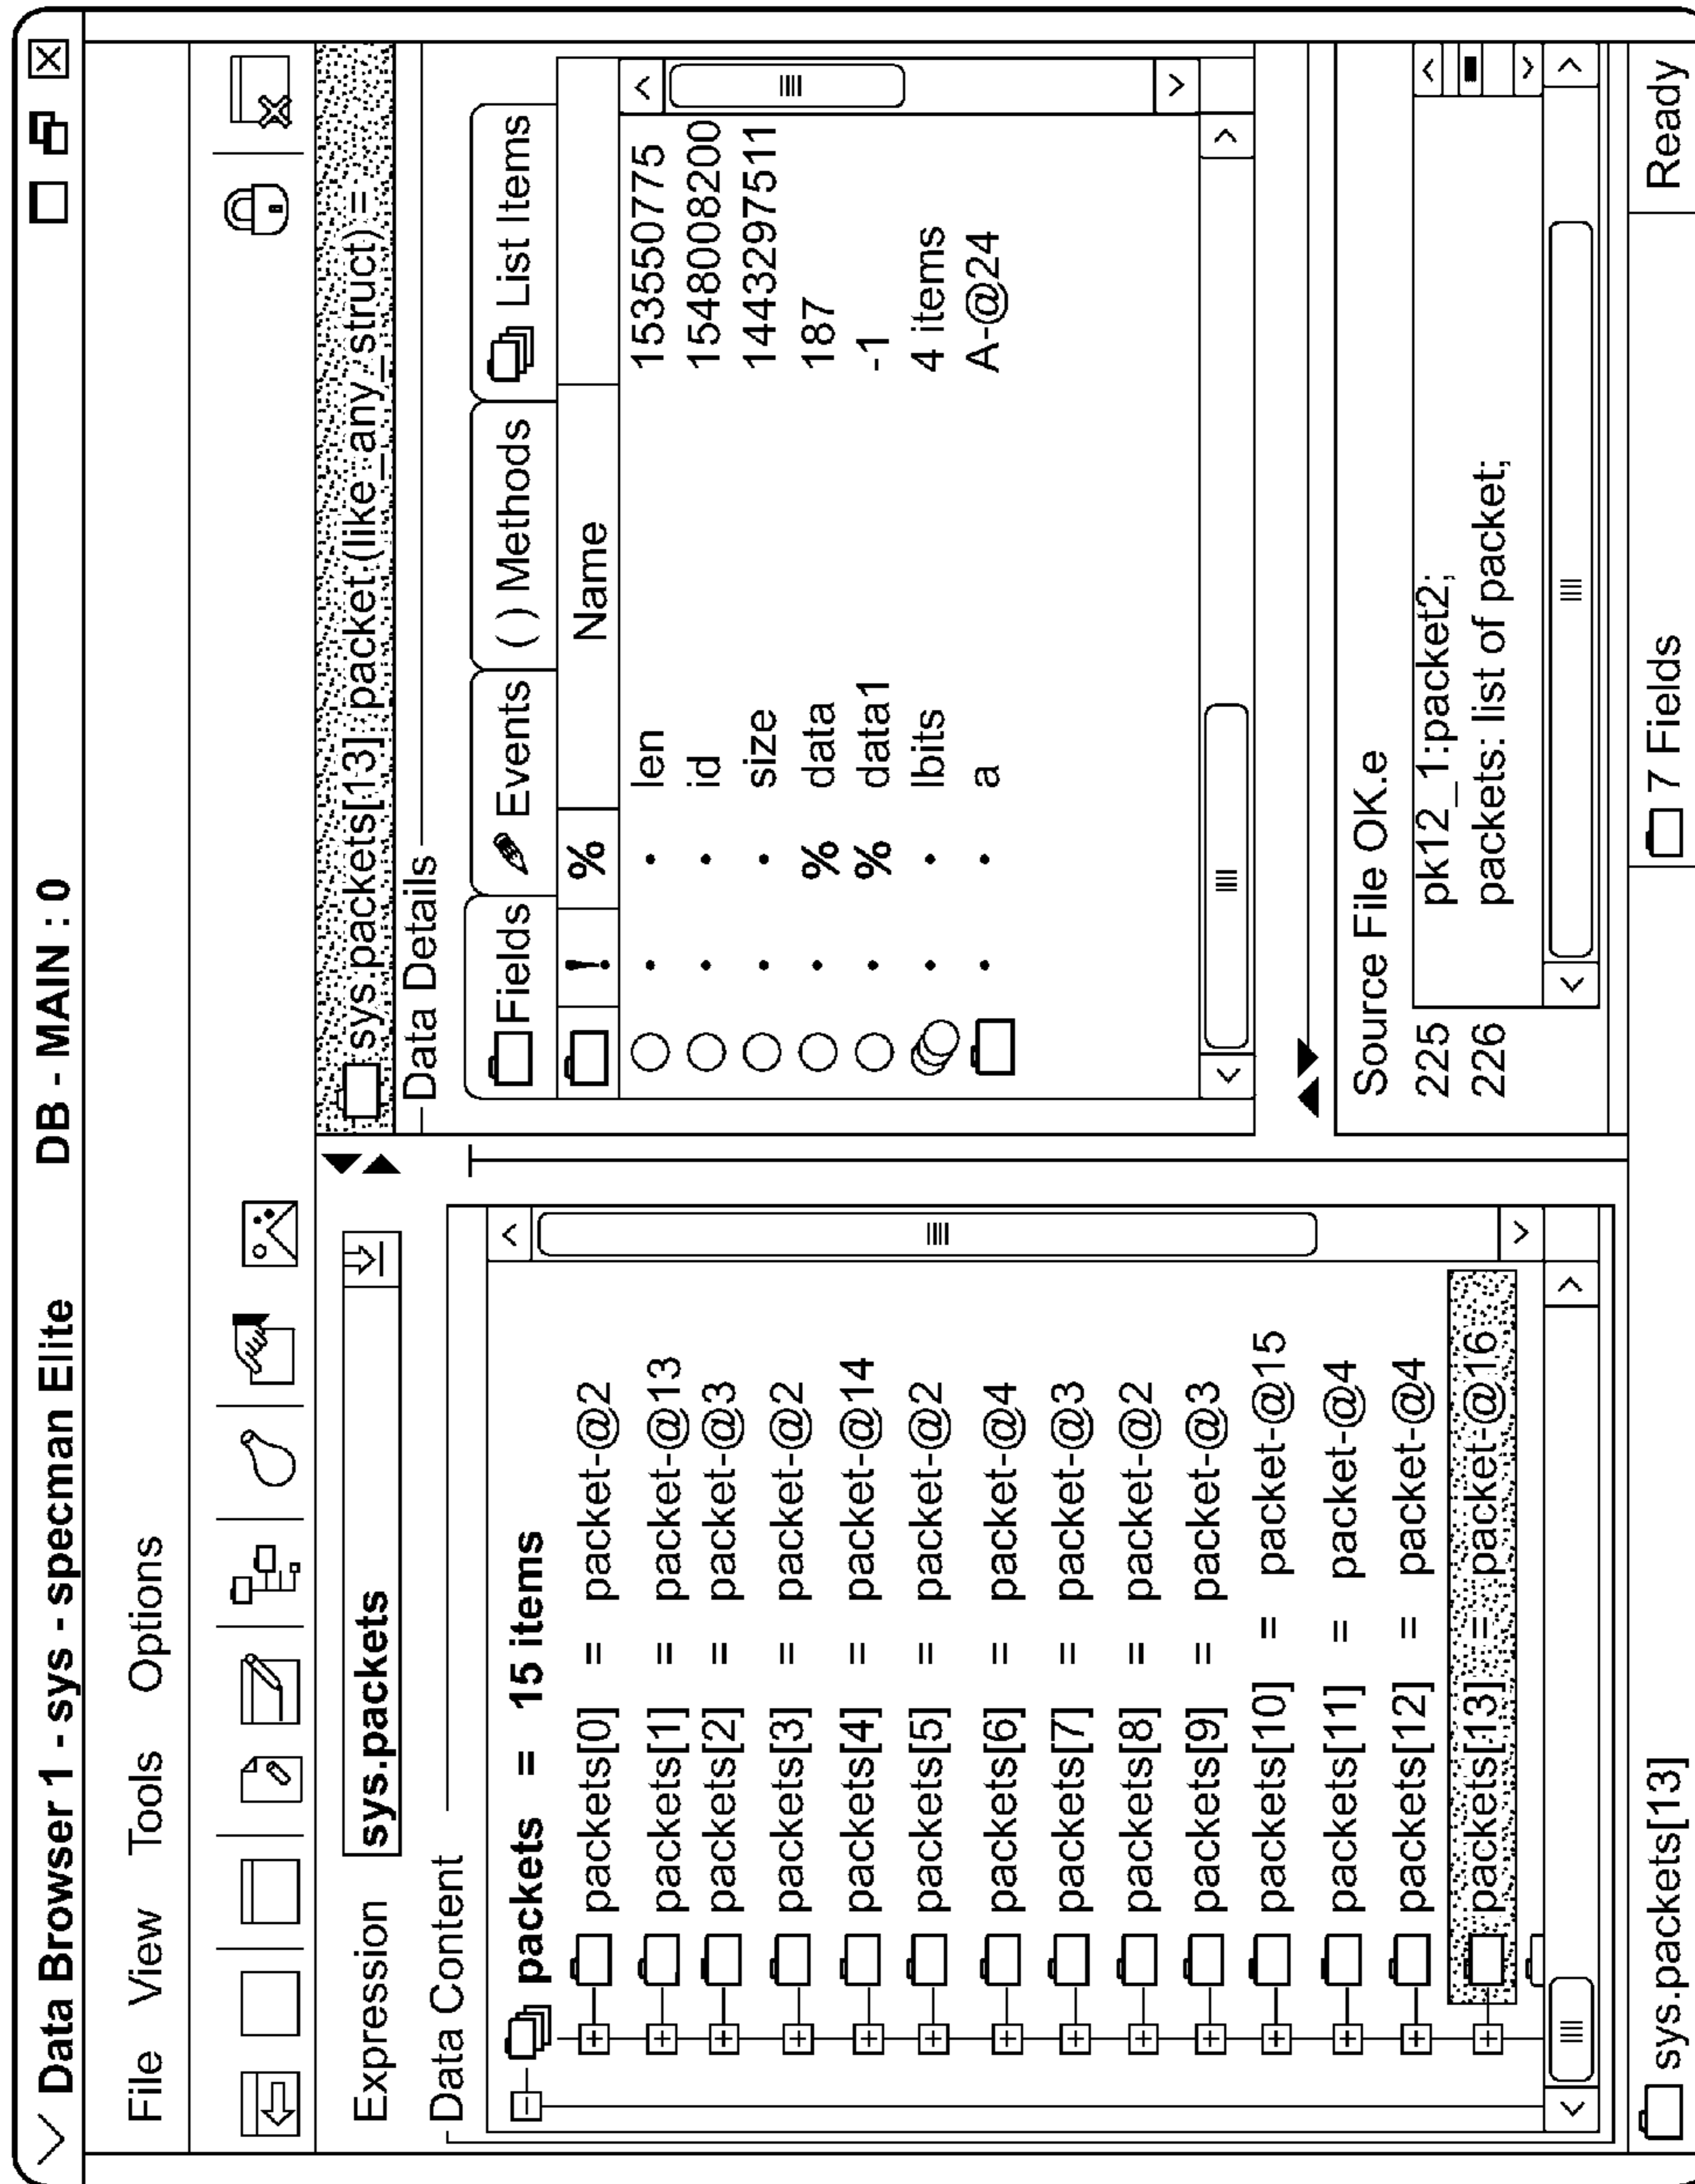 Data Browser 1 - sys - specman Elite DB - MAIN : 0
File View Tools Options
Expression sys.packets
Data Content
packets = 15 items
packets[0] = packet-@2
packets[1] = packet-@13
packets[2] = packet-@3
packets[3] = packet-@2
packets[4] = packet-@14
packets[5] = packet-@2
packets[6] = packet-@4
packets[7] = packet-@3
packets[8] = packet-@2
packets[9] = packet-@3
packets[10] = packet-@15
packets[11] = packet-@4
packets[12] = packet-@4
packets[13] = packet-@16
sys.packets[13] : packet.(like_any_struct) =
Data Details
Fields Events ( ) Methods List Items
! % Name
len 1535550775
id 1548008200
size 1443297511
% data 187
% data1 -1
lbits 4 items
a A-@24
Source File OK.e
225 pk12_1:packet2;
226 packets: list of packet;
sys.packets[13] 7 Fields Ready